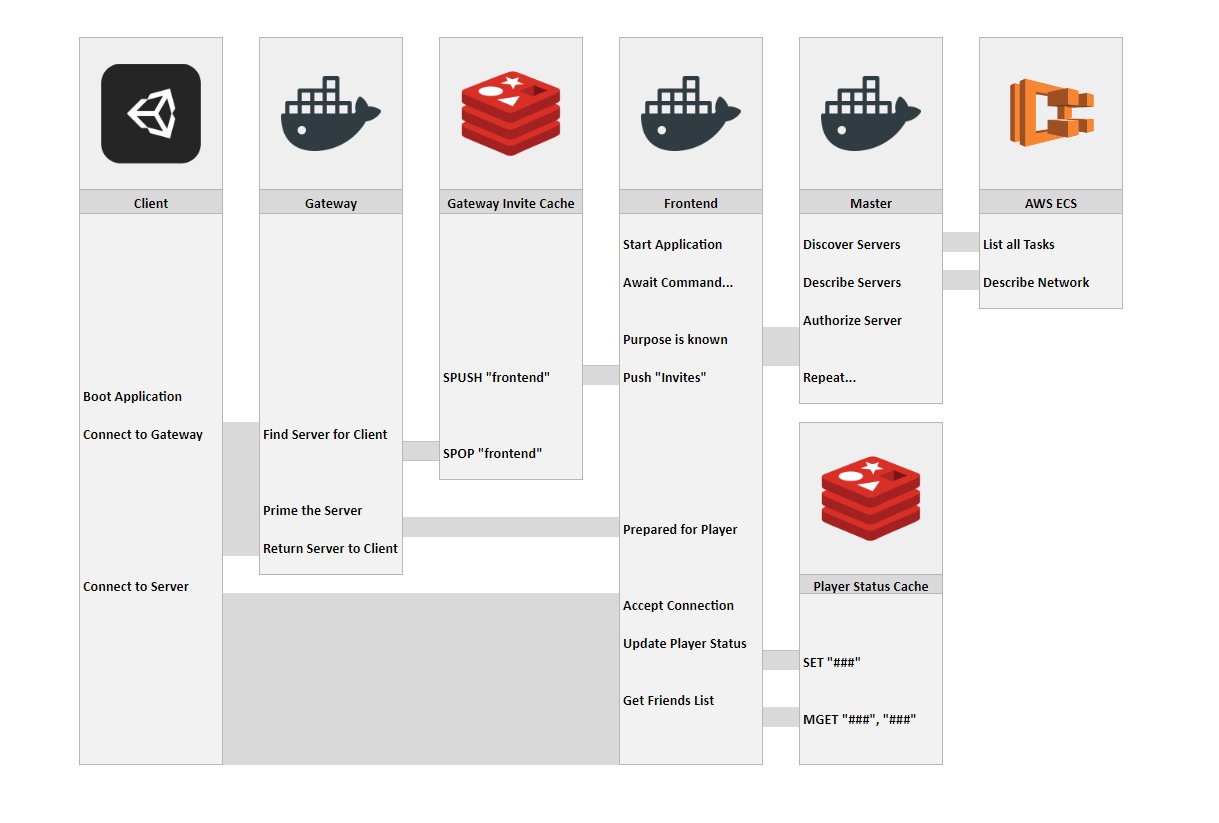 Client
Gateway
Gateway Invite Cache
Frontend
Master
AWS ECS
Start Application
Discover Servers
List all Tasks
Await Command...
Describe Servers
Describe Network
Authorize Server
Purpose is known
SPUSH "frontend"
Push "Invites"
Repeat...
Boot Application
Connect to Gateway
Find Server for Client
SPOP "frontend"
Prime the Server
Prepared for Player
Return Server to Client
Connect to Server
Player Status Cache
Accept Connection
Update Player Status
SET "###"
Get Friends List
MGET "###", "###"